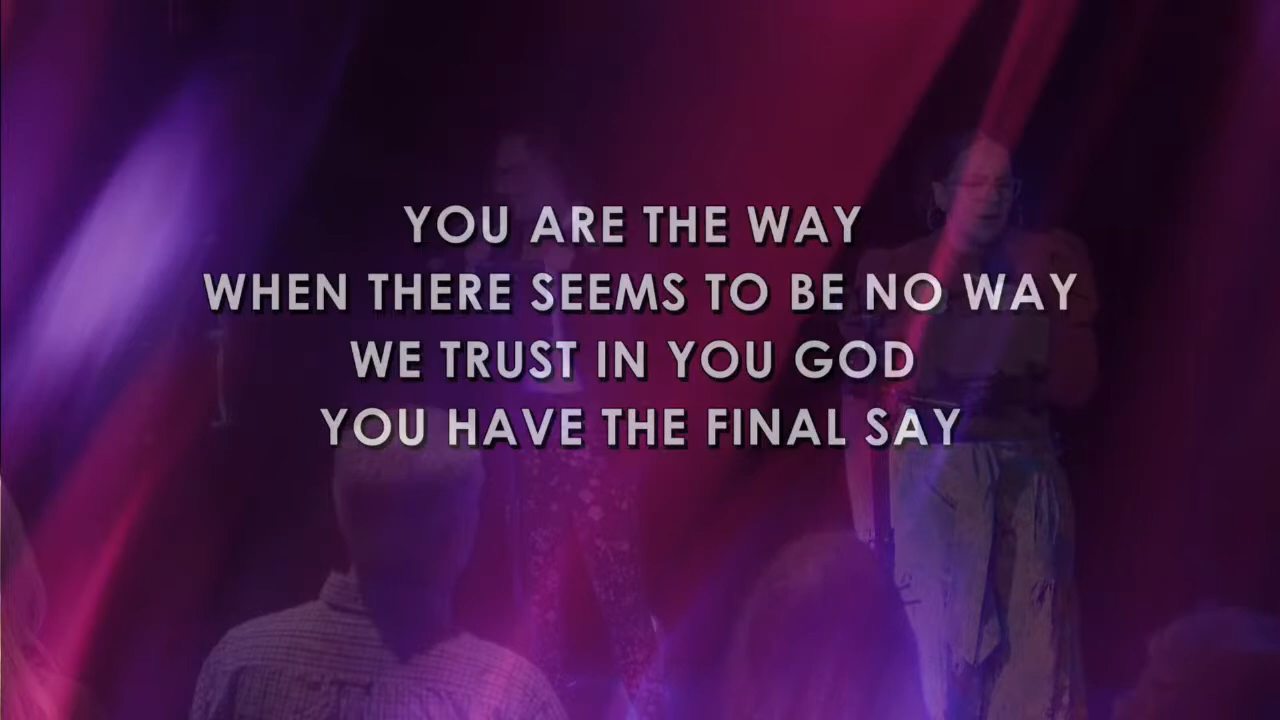 YOU ARE THE WAY
WHEN THERE SEEMS TO BE NO WAY
WE TRUST IN YOU GOD
YOU HAVE THE FINAL SAY